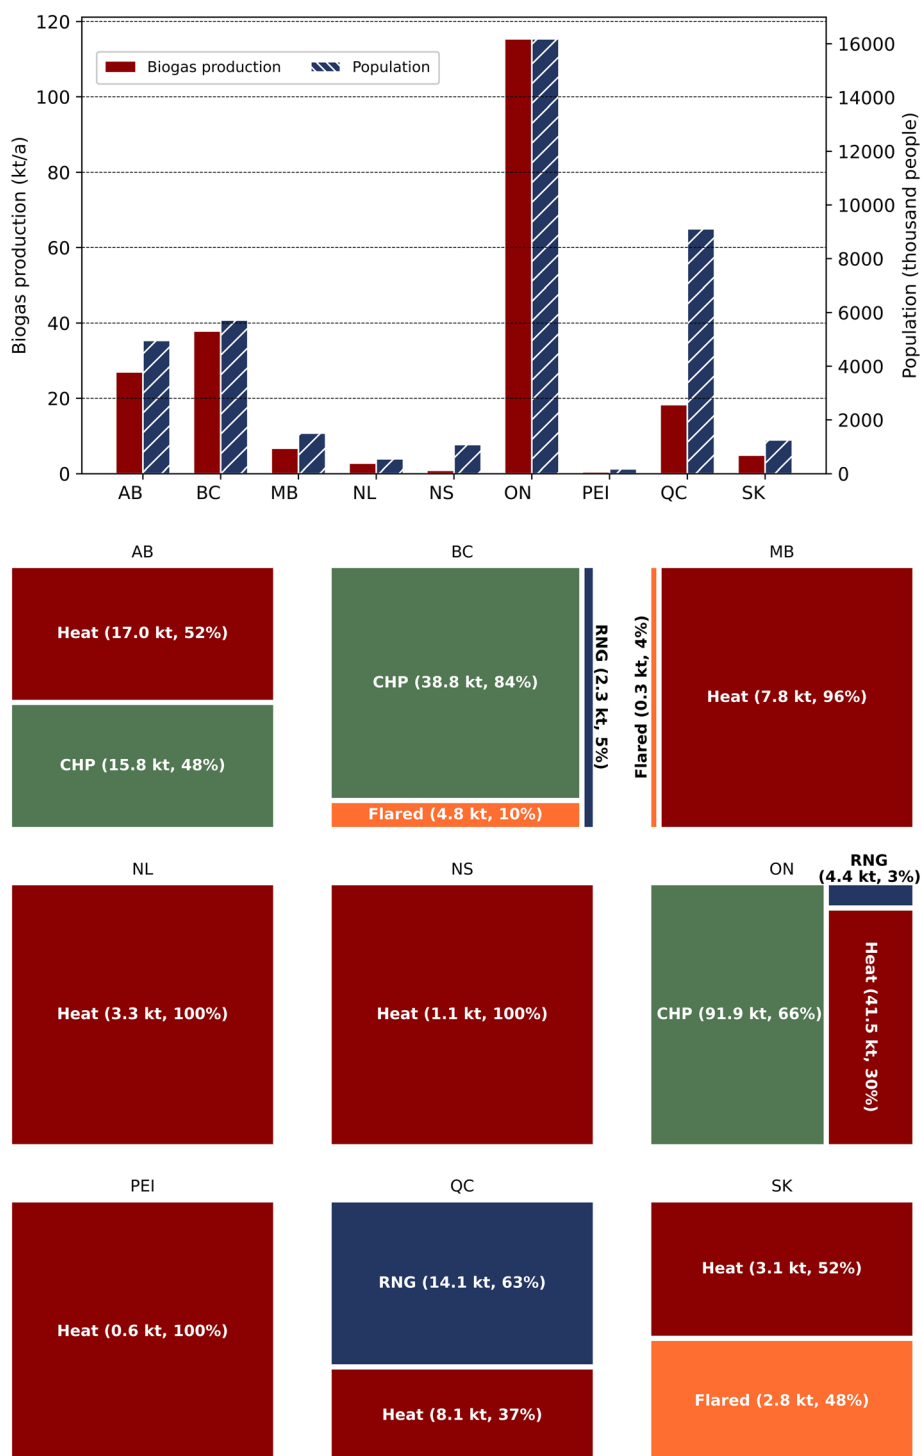 120
100
80
60
40
20
0
Biogas production (kt/a)
16000
14000
12000
10000
8000
6000
4000
2000
0
Population (thousand people)
Biogas production
Population
AB
BC
MB
NL
NS
ON
PEI
QC
SK
AB
Heat (17.0 kt, 52%)
CHP (15.8 kt, 48%)
BC
CHP (38.8 kt, 84%)
Flared (4.8 kt, 10%)
RNG (2.3 kt, 5%)
MB
Flared (0.3 kt, 4%)
Heat (7.8 kt, 96%)
NL
Heat (3.3 kt, 100%)
NS
Heat (1.1 kt, 100%)
ON
RNG
(4.4 kt, 3%)
CHP (91.9 kt, 66%)
Heat (41.5 kt, 30%)
PEI
Heat (0.6 kt, 100%)
QC
RNG (14.1 kt, 63%)
Heat (8.1 kt, 37%)
SK
Heat (3.1 kt, 52%)
Flared (2.8 kt, 48%)